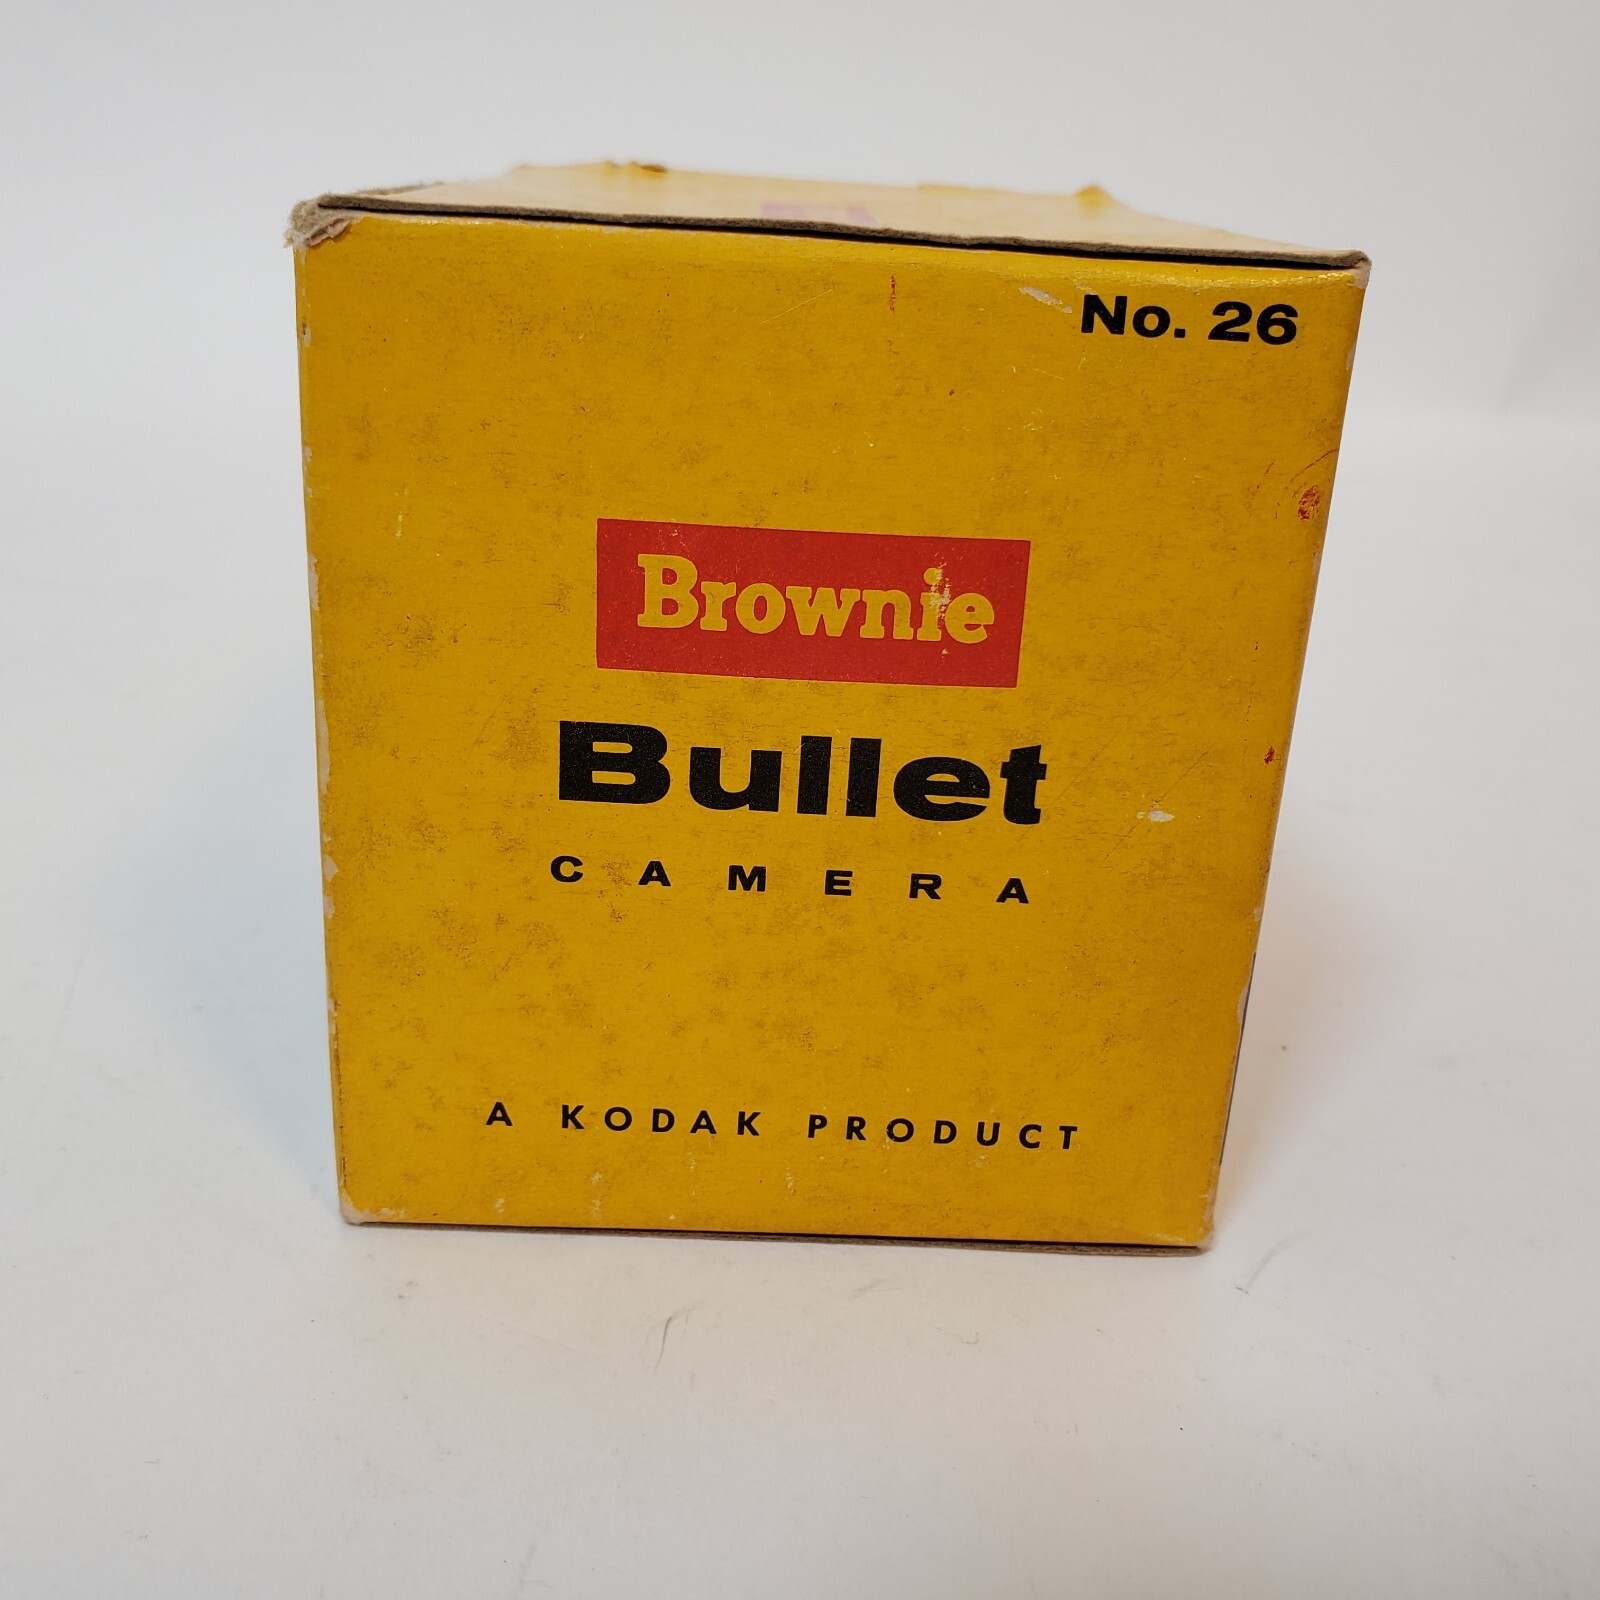 No. 26
Brownie
Bullet
CAMERA
A KODAK PRODUCT